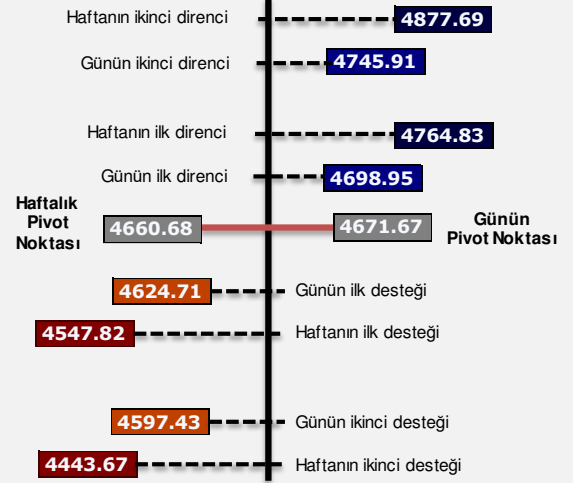 Haftanın ikinci direnci 4877.69
Günün ikinci direnci 4745.91
Haftanın ilk direnci 4764.83
Günün ilk direnci 4698.95
Haftalık
Pivot
Noktası
4660.68 4671.67
Günün
Pivot Noktası
4624.71 Günün ilk desteği
4547.82 Haftanın ilk desteği
4597.43 Günün ikinci desteği
4443.67 Haftanın ikinci desteği